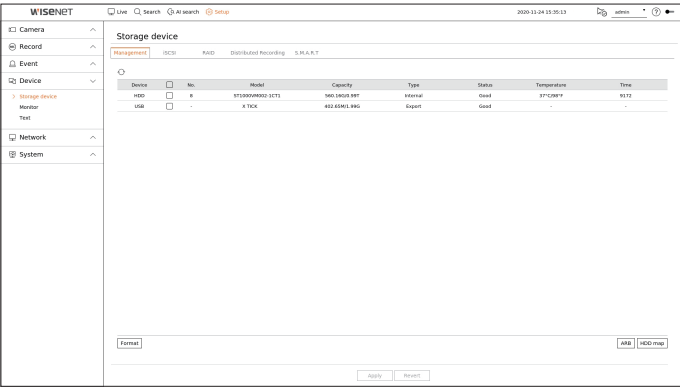 WISENET
Live Search AI search Setup 2020-11-24 15:35:13 admin
Camera
Record
Event
Device
Storage device
Monitor
Text
Network
System
Storage device
Management iSCSI RAID Distributed Recording S.M.A.R.T
Device No. Model Capacity Type Status Temperature Time
HDD 8 ST1000VM002-1CT1 560.16G/0.99T Internal Good 37°C/98°F 9172
USB - X TICK 402.65M/1.99G Export Good - -
Format ARB HDD map
Apply Revert